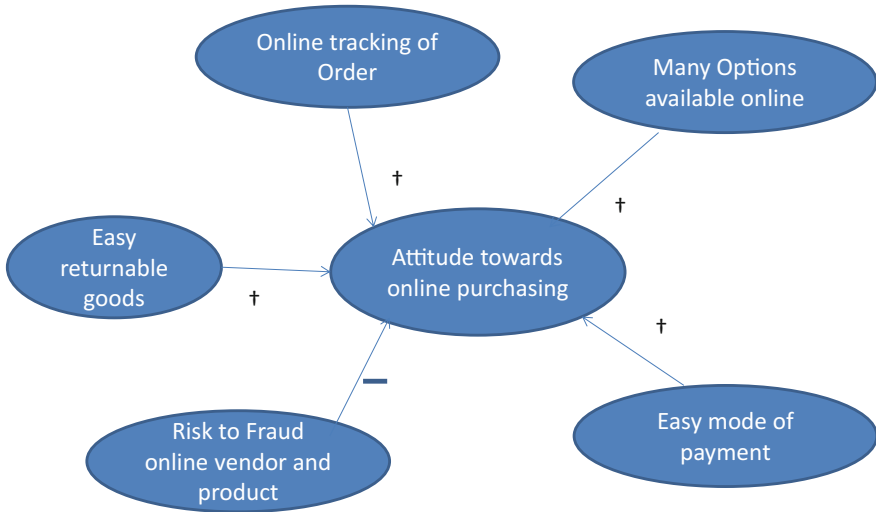 Online tracking of
Order
Many Options
available online
†
†
Easy
returnable
goods
Attitude towards
online purchasing
†
†
Risk to Fraud
online vendor and
product
Easy mode of
payment